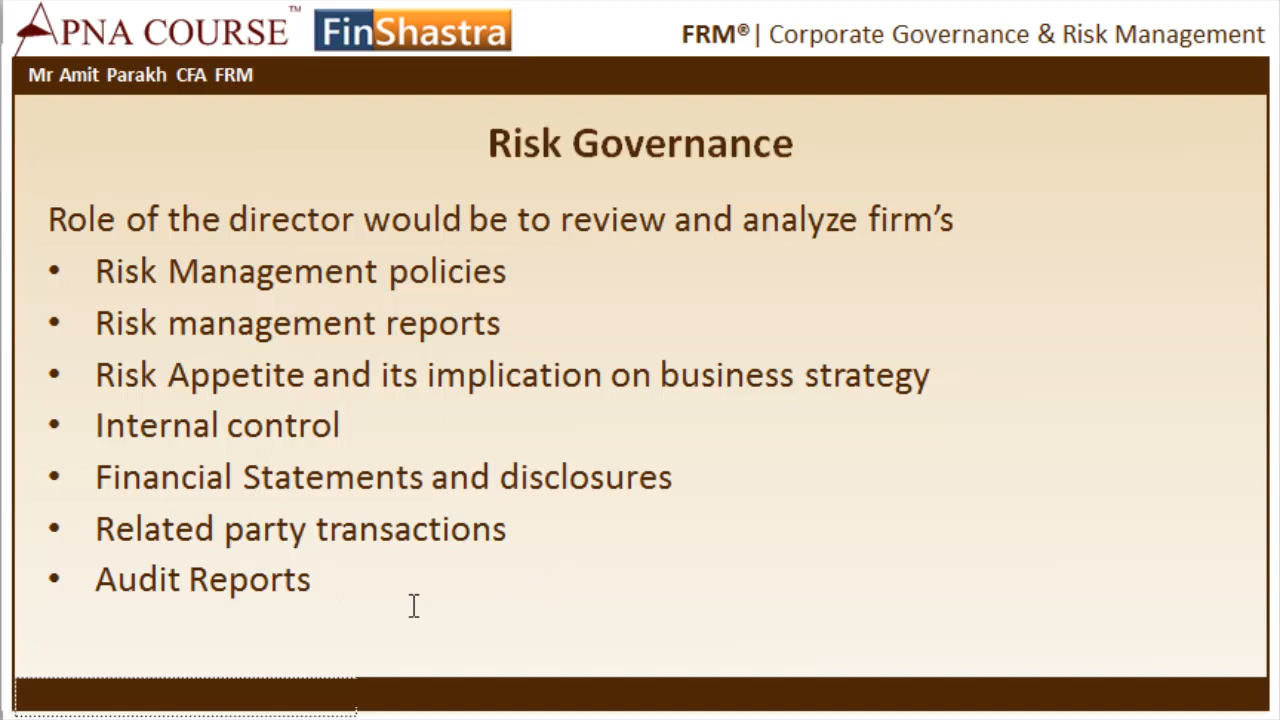 APNA COURSE™ FinShastra FRM®| Corporate Governance & Risk Management
Mr Amit Parakh CFA FRM
Risk Governance
Role of the director would be to review and analyze firm’s
• Risk Management policies
• Risk management reports
• Risk Appetite and its implication on business strategy
• Internal control
• Financial Statements and disclosures
• Related party transactions
• Audit Reports